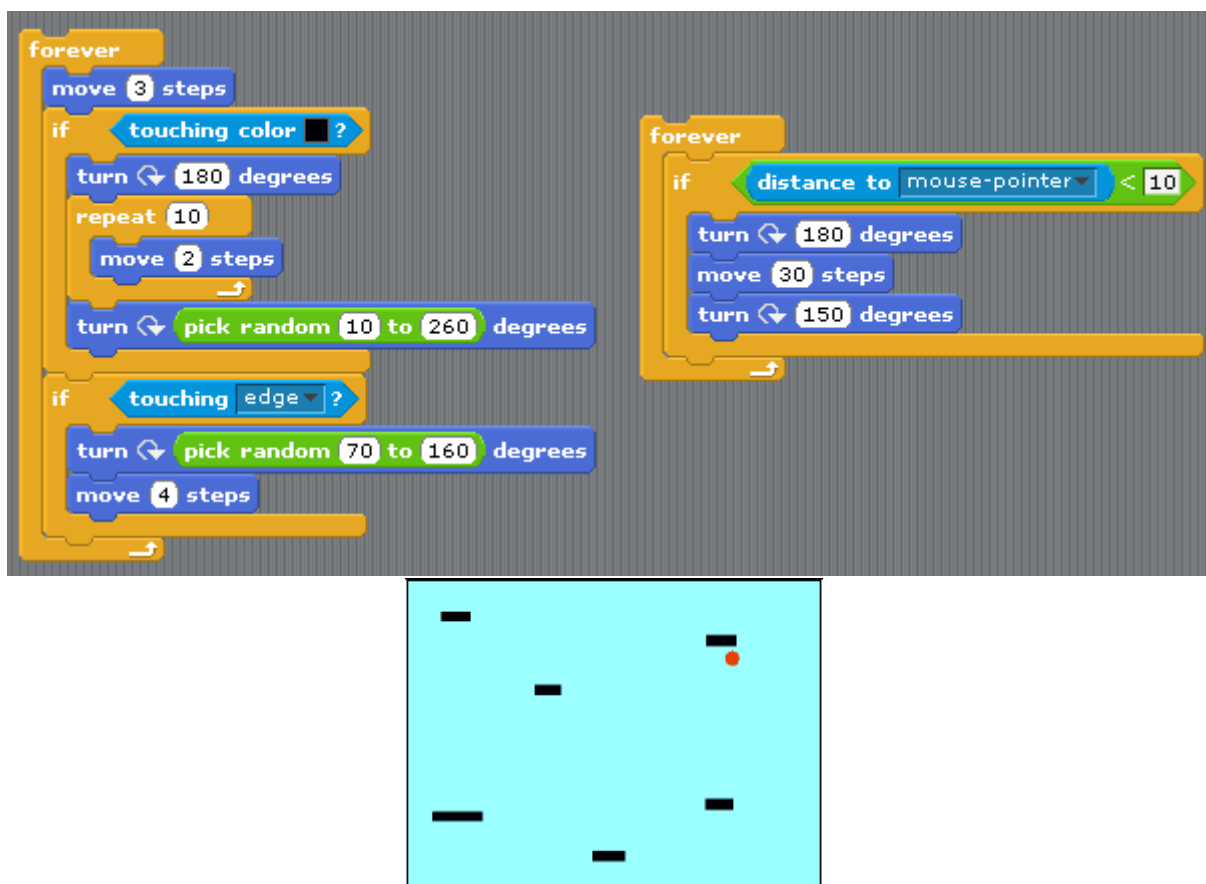 forever
move 3 steps
if touching color ?
turn 180 degrees
repeat 10
move 2 steps
turn pick random 10 to 260 degrees
if touching edge ?
turn pick random 70 to 160 degrees
move 4 steps
forever
if distance to mouse-pointer < 10
turn 180 degrees
move 30 steps
turn 150 degrees